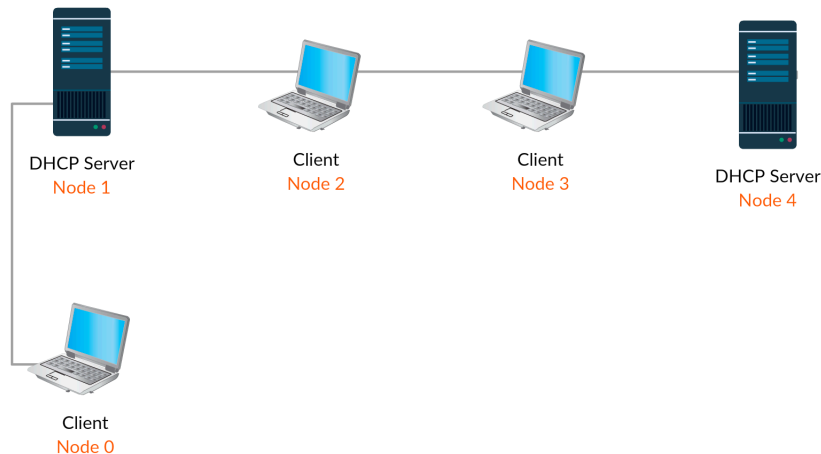 DHCP Server
Node 1
Client
Node 2
Client
Node 3
DHCP Server
Node 4
Client
Node 0